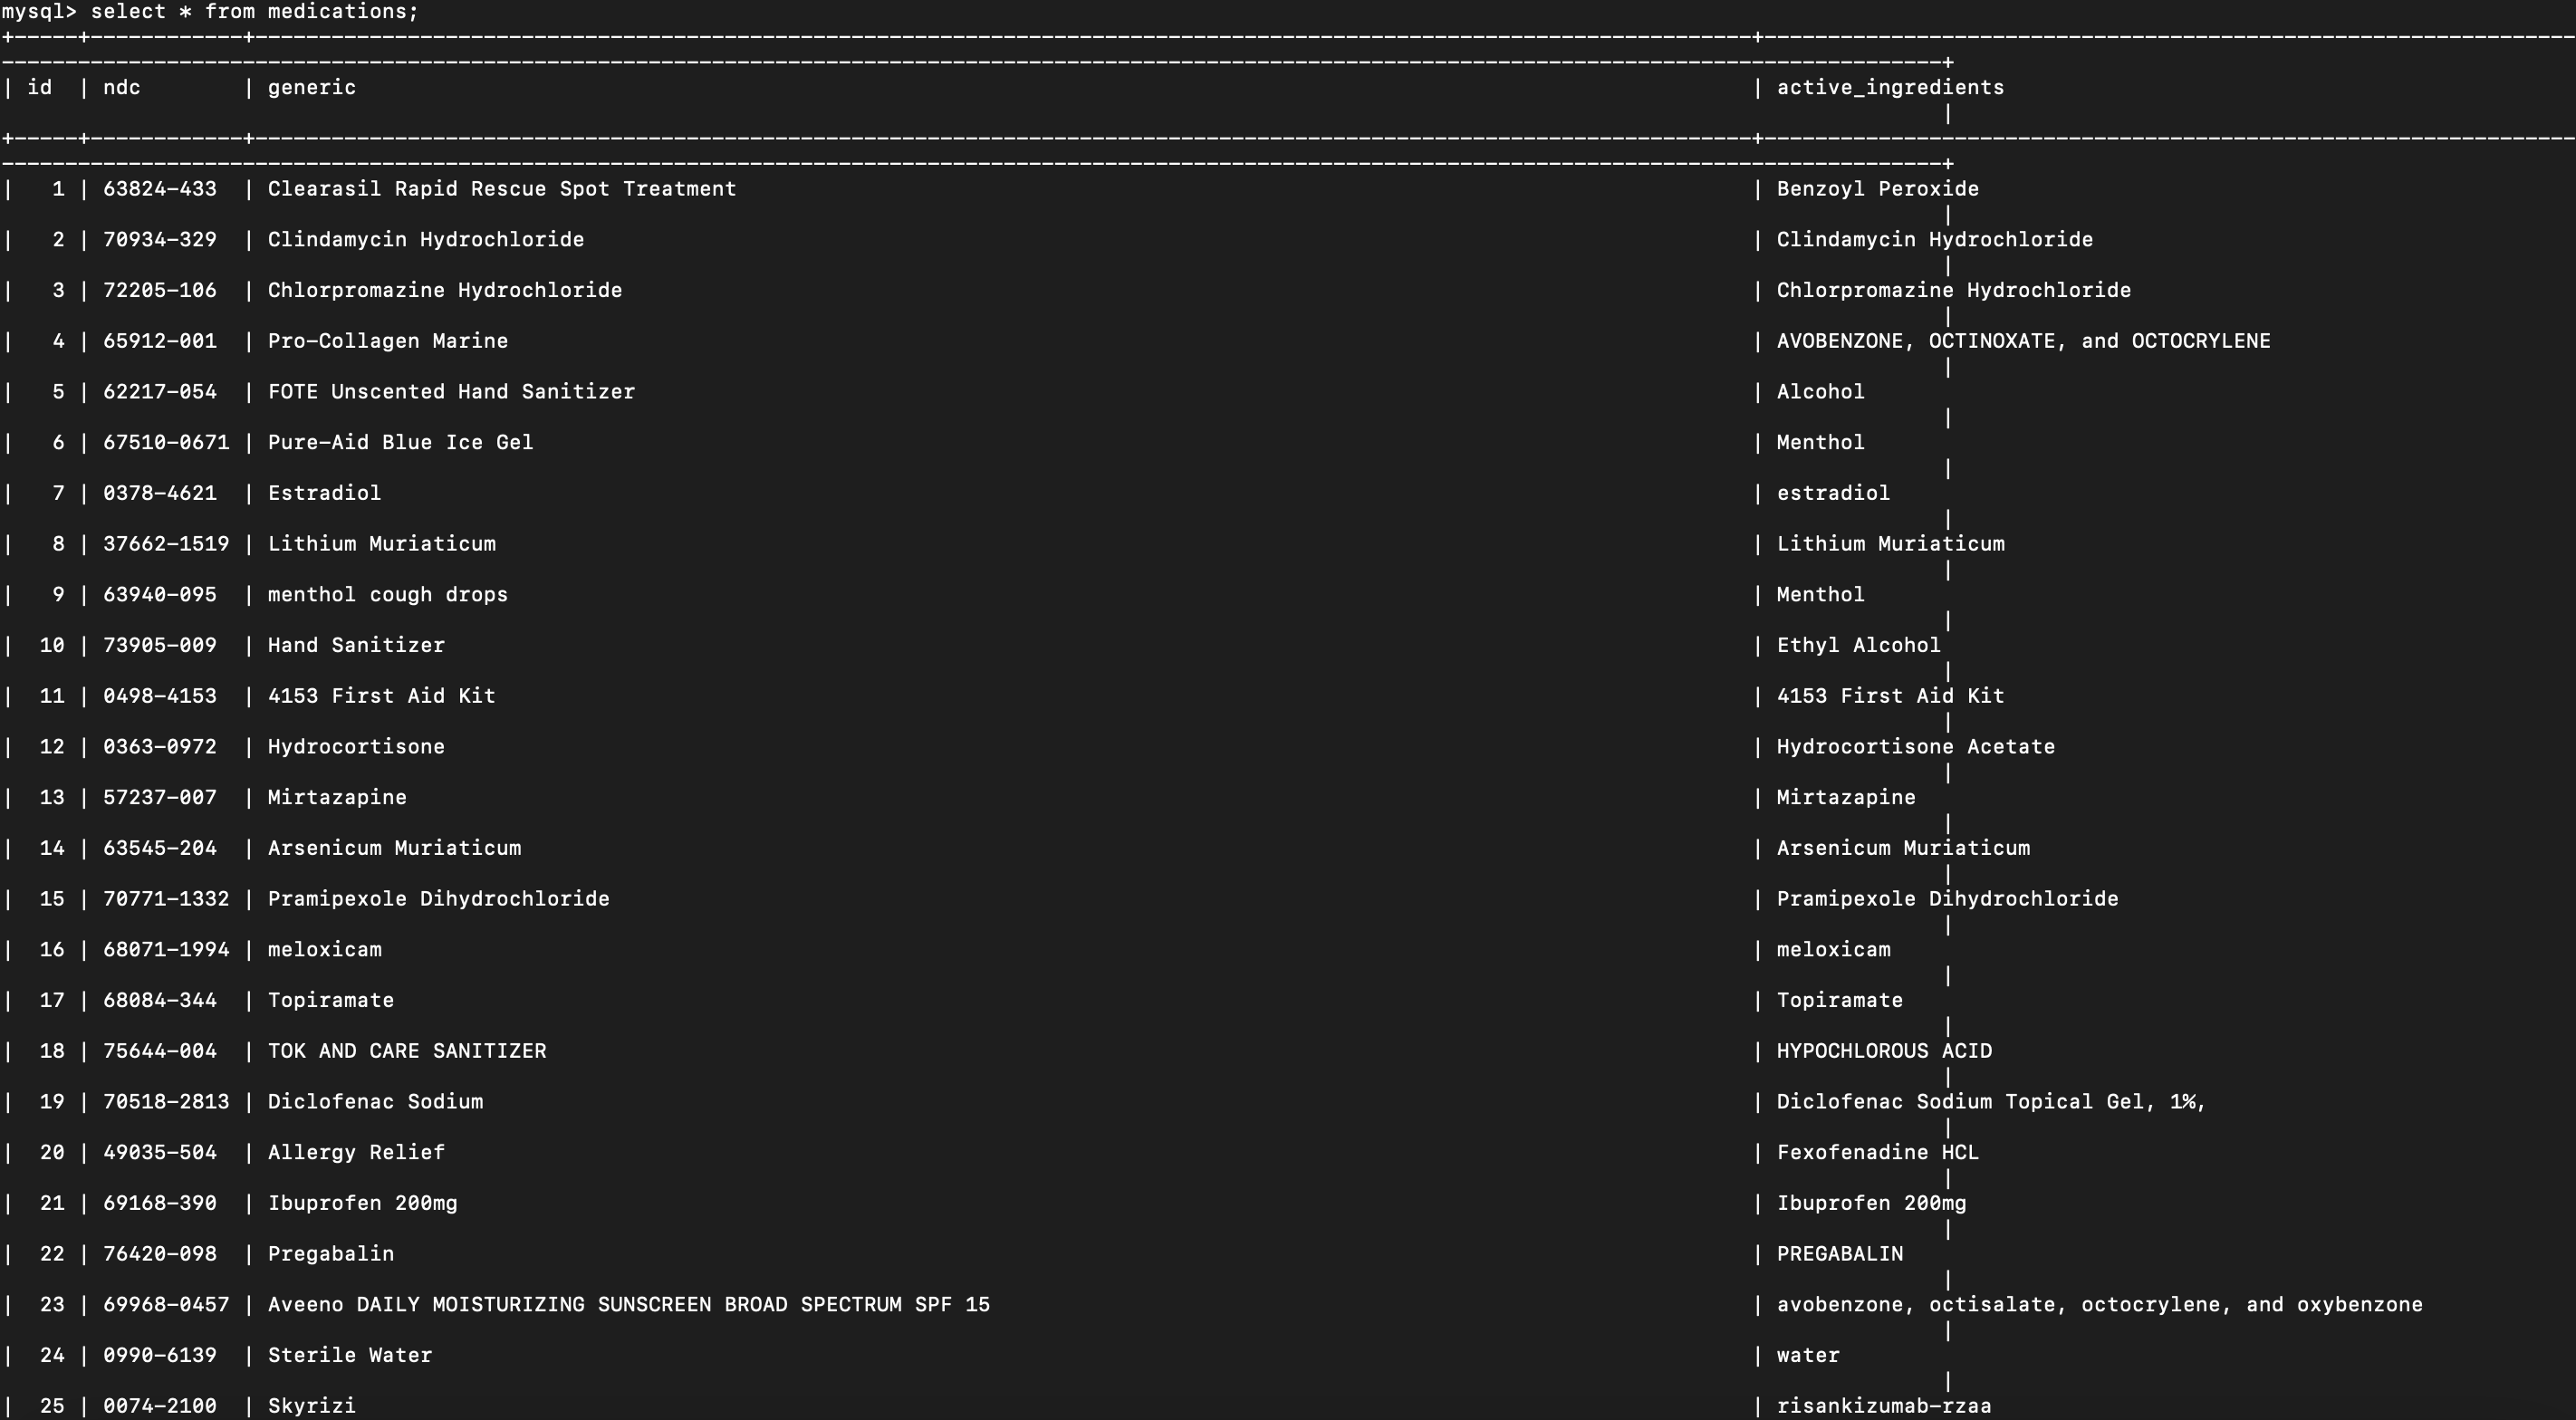 mysql> select * from medications;
| id | ndc | generic | active_ingredients |
| 1 | 63824-433 | Clearasil Rapid Rescue Spot Treatment | Benzoyl Peroxide |
| 2 | 70934-329 | Clindamycin Hydrochloride | Clindamycin Hydrochloride |
| 3 | 72205-106 | Chlorpromazine Hydrochloride | Chlorpromazine Hydrochloride |
| 4 | 65912-001 | Pro-Collagen Marine | AVOBENZONE, OCTINOXATE, and OCTOCRYLENE |
| 5 | 62217-054 | FOTE Unscented Hand Sanitizer | Alcohol |
| 6 | 67510-0671 | Pure-Aid Blue Ice Gel | Menthol |
| 7 | 0378-4621 | Estradiol | estradiol |
| 8 | 37662-1519 | Lithium Muriaticum | Lithium Muriaticum |
| 9 | 63940-095 | menthol cough drops | Menthol |
| 10 | 73905-009 | Hand Sanitizer | Ethyl Alcohol |
| 11 | 0498-4153 | 4153 First Aid Kit | 4153 First Aid Kit |
| 12 | 0363-0972 | Hydrocortisone | Hydrocortisone Acetate |
| 13 | 57237-007 | Mirtazapine | Mirtazapine |
| 14 | 63545-204 | Arsenicum Muriaticum | Arsenicum Muriaticum |
| 15 | 70771-1332 | Pramipexole Dihydrochloride | Pramipexole Dihydrochloride |
| 16 | 68071-1994 | meloxicam | meloxicam |
| 17 | 68084-344 | Topiramate | Topiramate |
| 18 | 75644-004 | TOK AND CARE SANITIZER | HYPOCHLOROUS ACID |
| 19 | 70518-2813 | Diclofenac Sodium | Diclofenac Sodium Topical Gel, 1%, |
| 20 | 49035-504 | Allergy Relief | Fexofenadine HCL |
| 21 | 69168-390 | Ibuprofen 200mg | Ibuprofen 200mg |
| 22 | 76420-098 | Pregabalin | PREGABALIN |
| 23 | 69968-0457 | Aveeno DAILY MOISTURIZING SUNSCREEN BROAD SPECTRUM SPF 15 | avobenzone, octisalate, octocrylene, and oxybenzone |
| 24 | 0990-6139 | Sterile Water | water |
| 25 | 0074-2100 | Skyrizi | risankizumab-rzaa